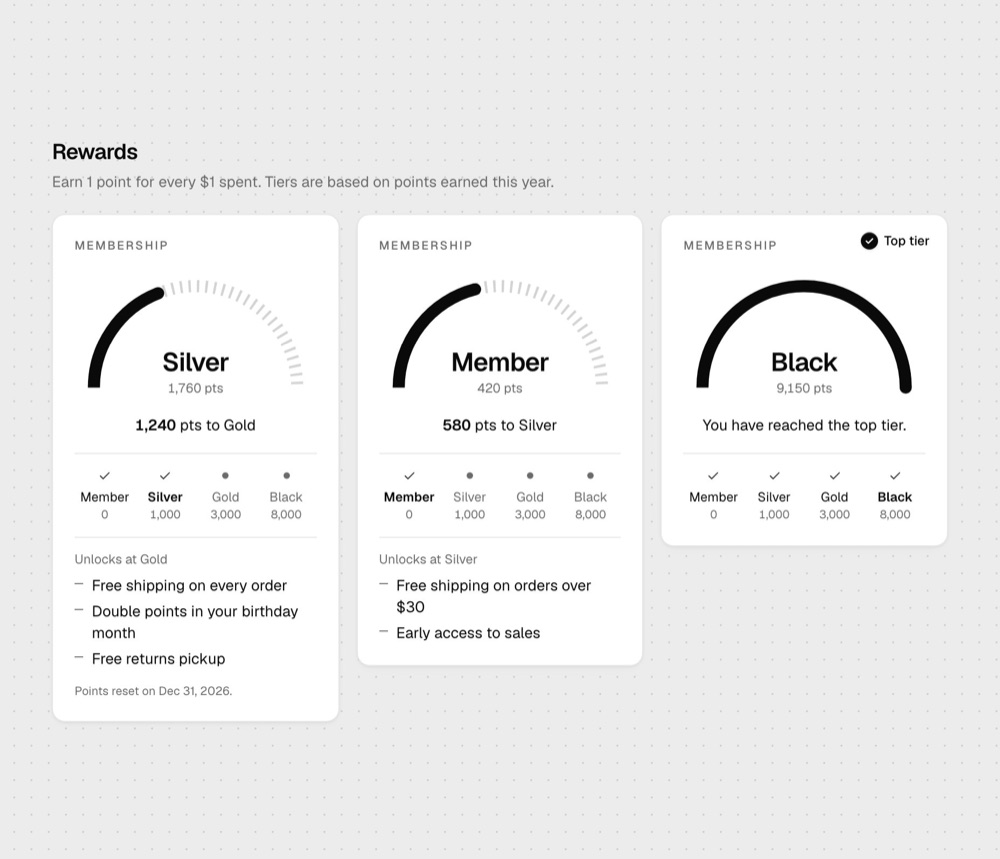 Rewards
Earn 1 point for every $1 spent. Tiers are based on points earned this year.
MEMBERSHIP
Silver
1,760 pts
1,240 pts to Gold
Member Silver Gold Black
0 1,000 3,000 8,000
Unlocks at Gold
– Free shipping on every order
– Double points in your birthday
month
– Free returns pickup
Points reset on Dec 31, 2026.
MEMBERSHIP
Member
420 pts
580 pts to Silver
Member Silver Gold Black
0 1,000 3,000 8,000
Unlocks at Silver
– Free shipping on orders over
$30
– Early access to sales
MEMBERSHIP
Top tier
Black
9,150 pts
You have reached the top tier.
Member Silver Gold Black
0 1,000 3,000 8,000